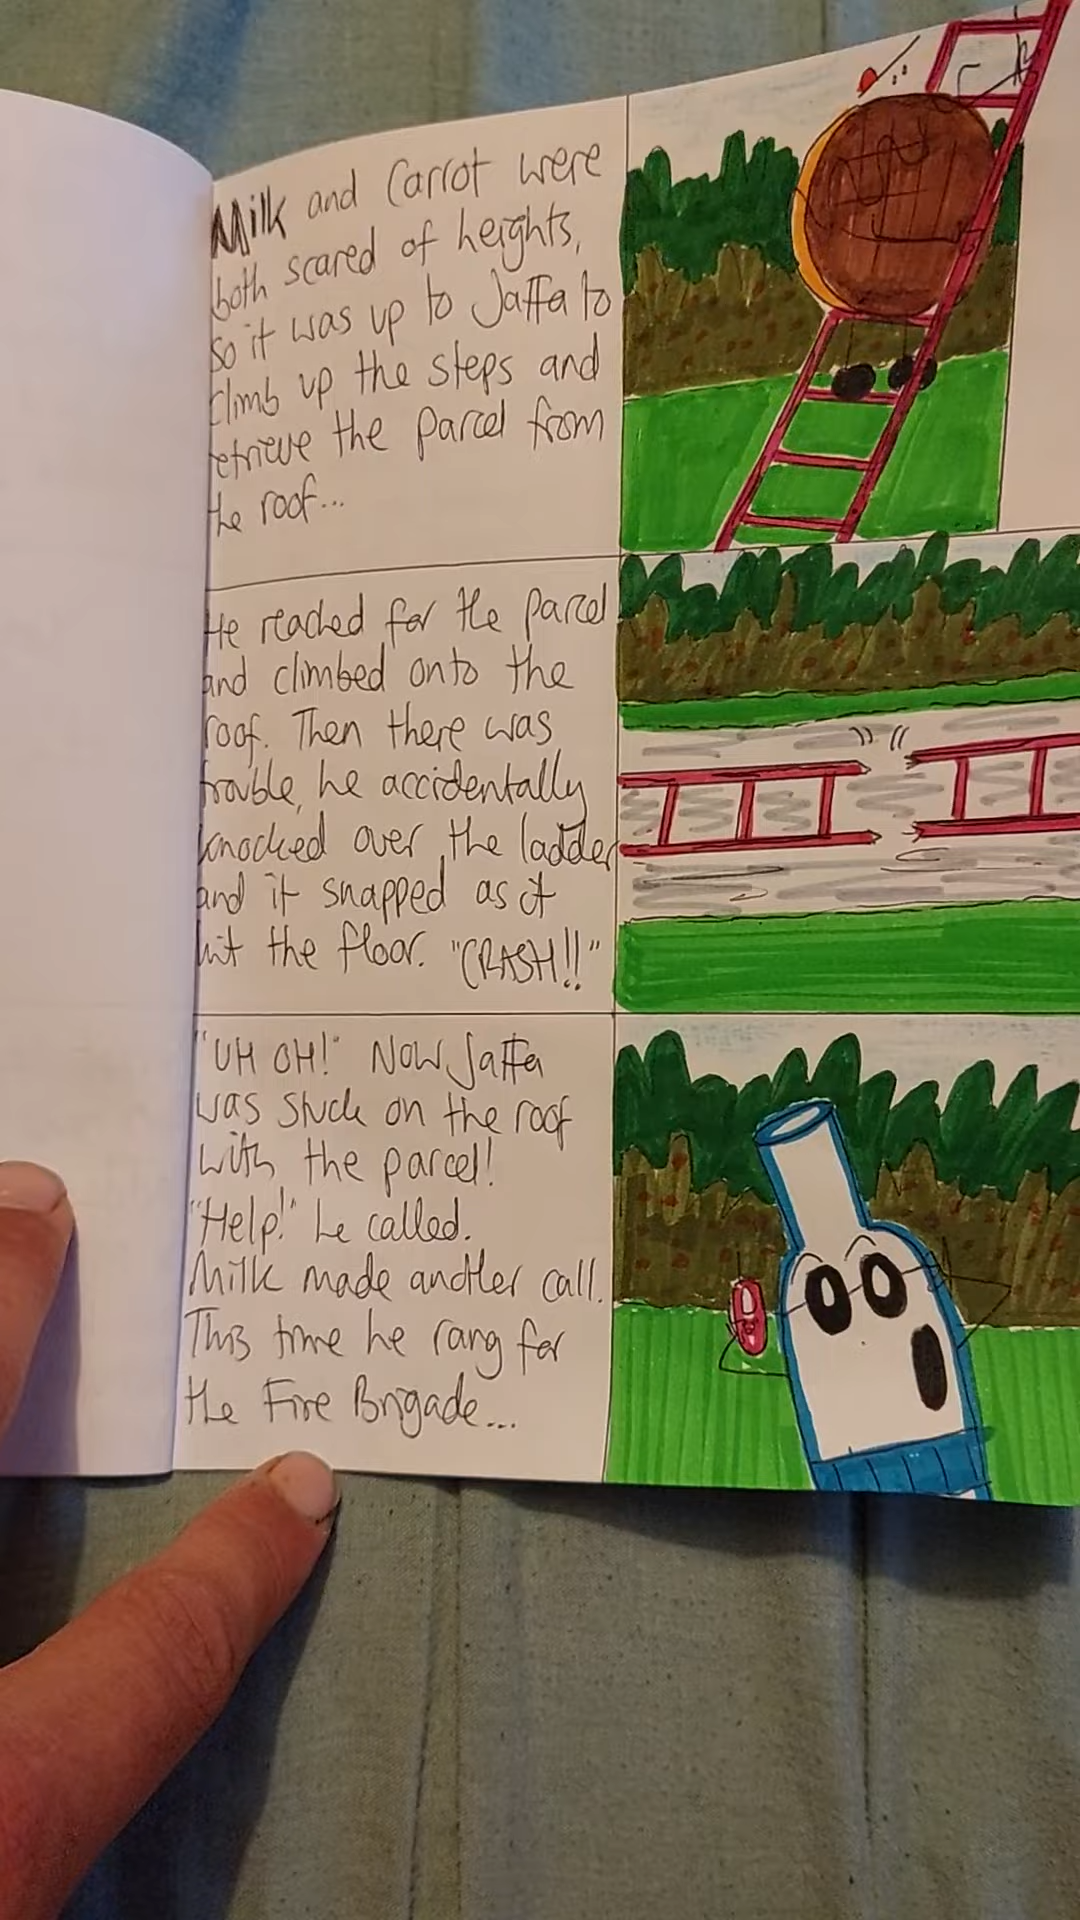 Milk and Carrot were
both scared of heights,
so it was up to Jaffa to
climb up the steps and
retrieve the parcel from
the roof...
He reached for the parcel
and climbed onto the
roof. Then there was
trouble, he accidentally
knocked over the ladder
and it snapped as it
hit the floor. "CRASH!!"
"UH OH!" Now Jaffa
was stuck on the roof
with the parcel!
"Help!" he called.
Milk made another call.
This time he rang for
the Fire Brigade...